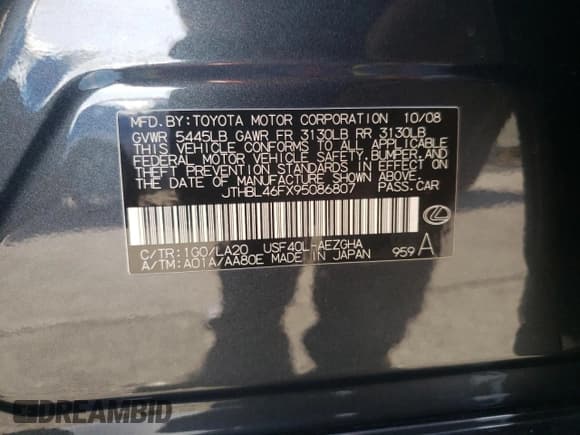 MFD.BY:TOYOTA MOTOR CORPORATION 10/08
GVWR 5445LB GAWR FR 3130LB RR 3130LB
THIS VEHICLE CONFORMS TO ALL APPLICABLE
FEDERAL MOTOR VEHICLE SAFETY, BUMPER, AND
THEFT PREVENTION STANDARDS IN EFFECT ON
THE DATE OF MANUFACTURE SHOWN ABOVE.
JTHBL46FX95086807 PASS.CAR
C/TR:1G0/LA20 USF40L-AEZGHA
A/TM:A01A/AA80E MADE IN JAPAN 959 A
DREAMBID